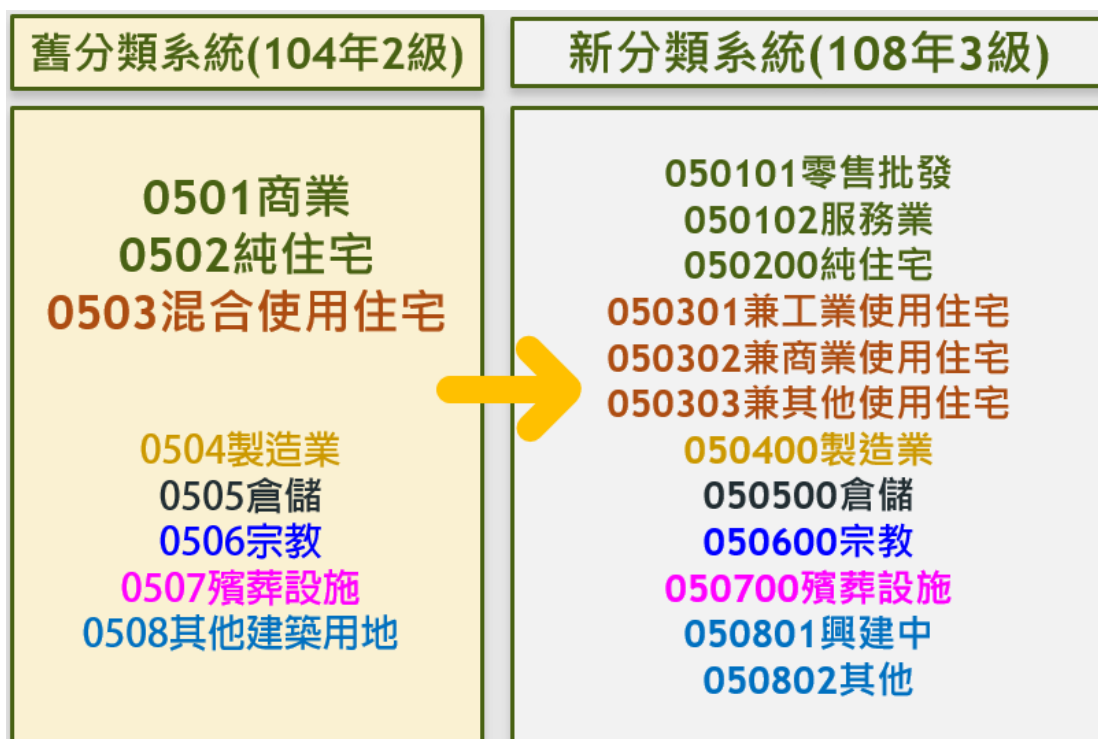 舊分類系統(104年2級)
0501商業
0502純住宅
0503混合使用住宅
0504製造業
0505倉儲
0506宗教
0507殯葬設施
0508其他建築用地
新分類系統(108年3級)
050101零售批發
050102服務業
050200純住宅
050301兼工業使用住宅
050302兼商業使用住宅
050303兼其他使用住宅
050400製造業
050500倉儲
050600宗教
050700殯葬設施
050801興建中
050802其他